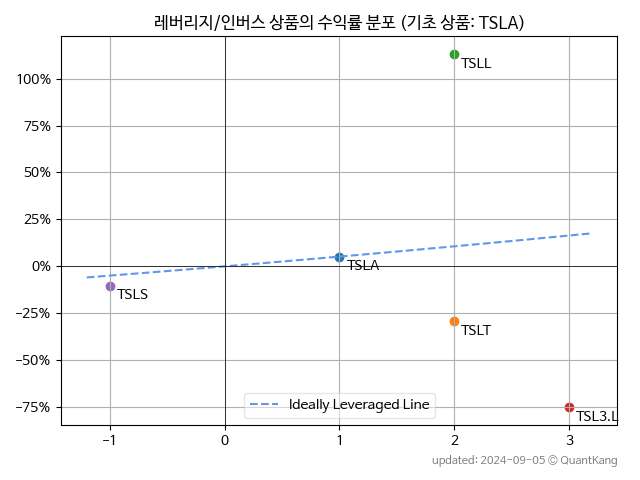 레버리지/인버스 상품의 수익률 분포 (기초 상품: TSLA)
100%
75%
50%
25%
0%
−25%
−50%
−75%
TSLL
TSLA
TSLS
TSLT
TSL3.L
Ideally Leveraged Line
−1 0 1 2 3
updated: 2024-09-05 © QuantKang